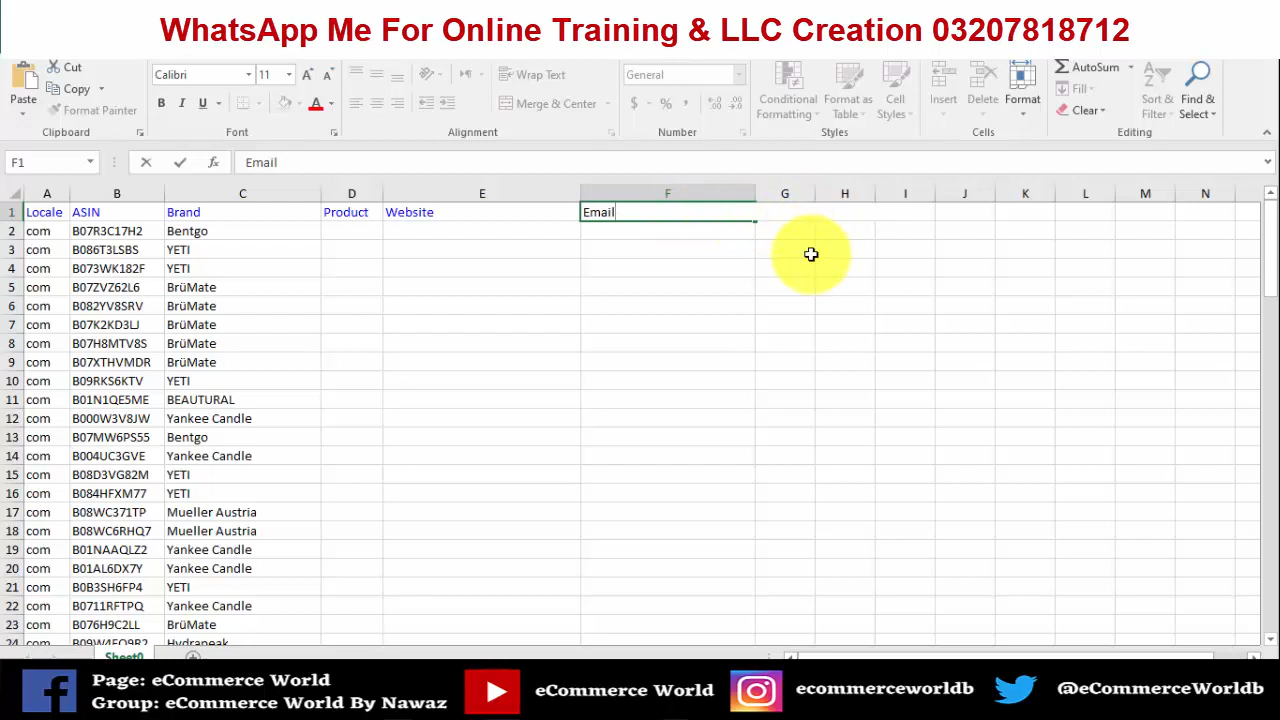 WhatsApp Me For Online Training & LLC Creation 03207818712
Cut Calibri 11 Wrap Text General AutoSum
Paste Copy Conditional Format as Cell Insert Delete Format Fill Sort & Find &
Format Painter B I U A Merge & Center $ % , Formatting Table Styles Clear Filter Select
Clipboard Font Alignment Number Styles Cells Editing
F1 fx Email
A B C D E F G H I J K L M N
1 Locale ASIN Brand Product Website Email
2 com B07R3C17H2 Bentgo
3 com B086T3LSBS YETI
4 com B073WK182F YETI
5 com B07ZVZ62L6 BrüMate
6 com B082YV8SRV BrüMate
7 com B07K2KD3LJ BrüMate
8 com B07H8MTV8S BrüMate
9 com B07XTHVMDR BrüMate
10 com B09RKS6KTV YETI
11 com B01N1QE5ME BEAUTURAL
12 com B000W3V8JW Yankee Candle
13 com B07MW6PS55 Bentgo
14 com B004UC3GVE Yankee Candle
15 com B08D3VG82M YETI
16 com B084HFXM77 YETI
17 com B08WC371TP Mueller Austria
18 com B08WC6RHQ7 Mueller Austria
19 com B01NAAQLZ2 Yankee Candle
20 com B01AL6DX7Y Yankee Candle
21 com B0B3SH6FP4 YETI
22 com B0711RFTPQ Yankee Candle
23 com B076H9C2LL BrüMate
24 com B09W4FQ9R2 Hydrapeak
Sheet0
Page: eCommerce World
Group: eCommerce World By Nawaz
eCommerce World
ecommerceworldb
@eCommerceWorldb